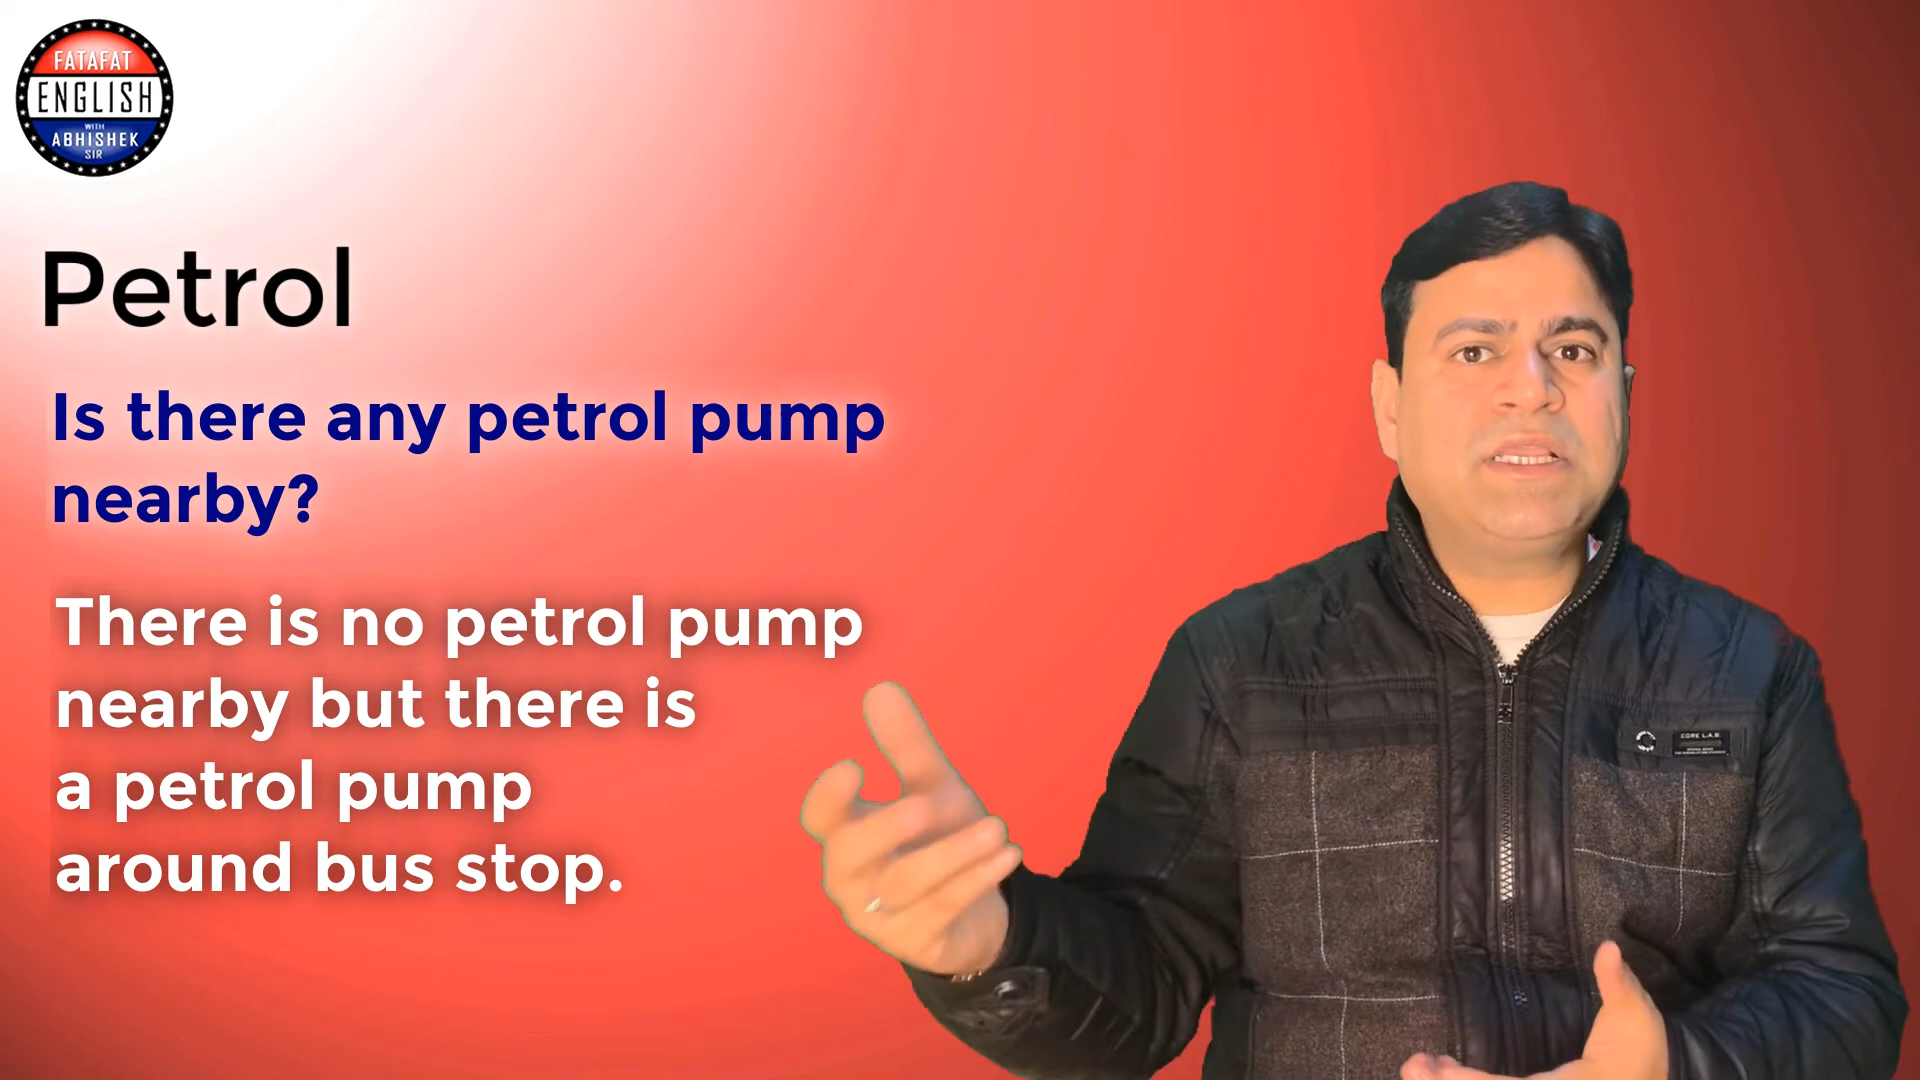 FATAFAT
ENGLISH
WITH
ABHISHEK
SIR
Petrol
Is there any petrol pump
nearby?
There is no petrol pump
nearby but there is
a petrol pump
around bus stop.
CORE L.A.B.